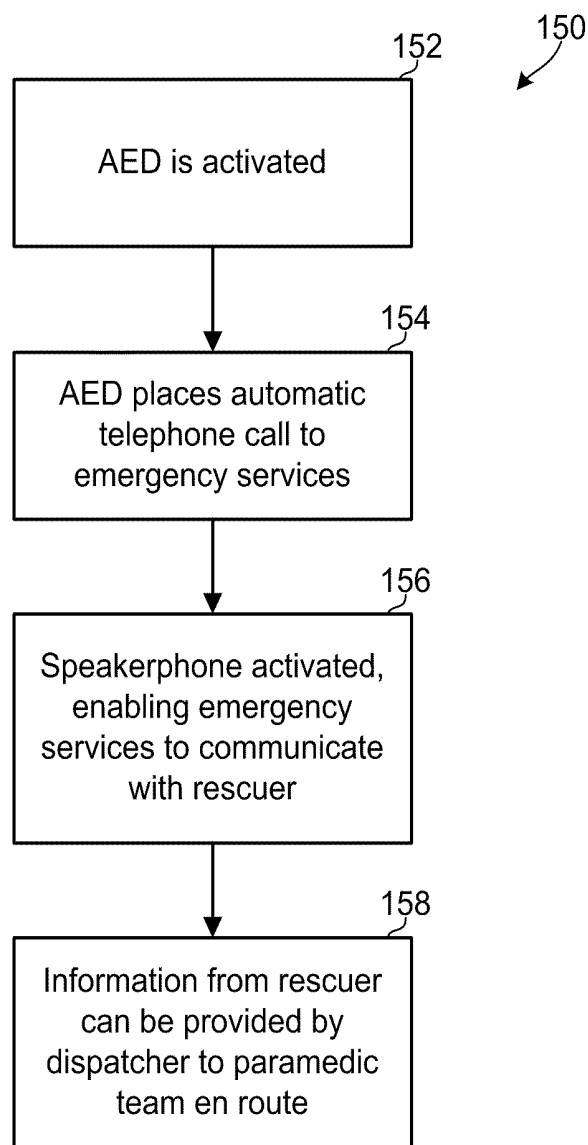 150
152
AED is activated
154
AED places automatic
telephone call to
emergency services
156
Speakerphone activated,
enabling emergency
services to communicate
with rescuer
158
Information from rescuer
can be provided by
dispatcher to paramedic
team en route